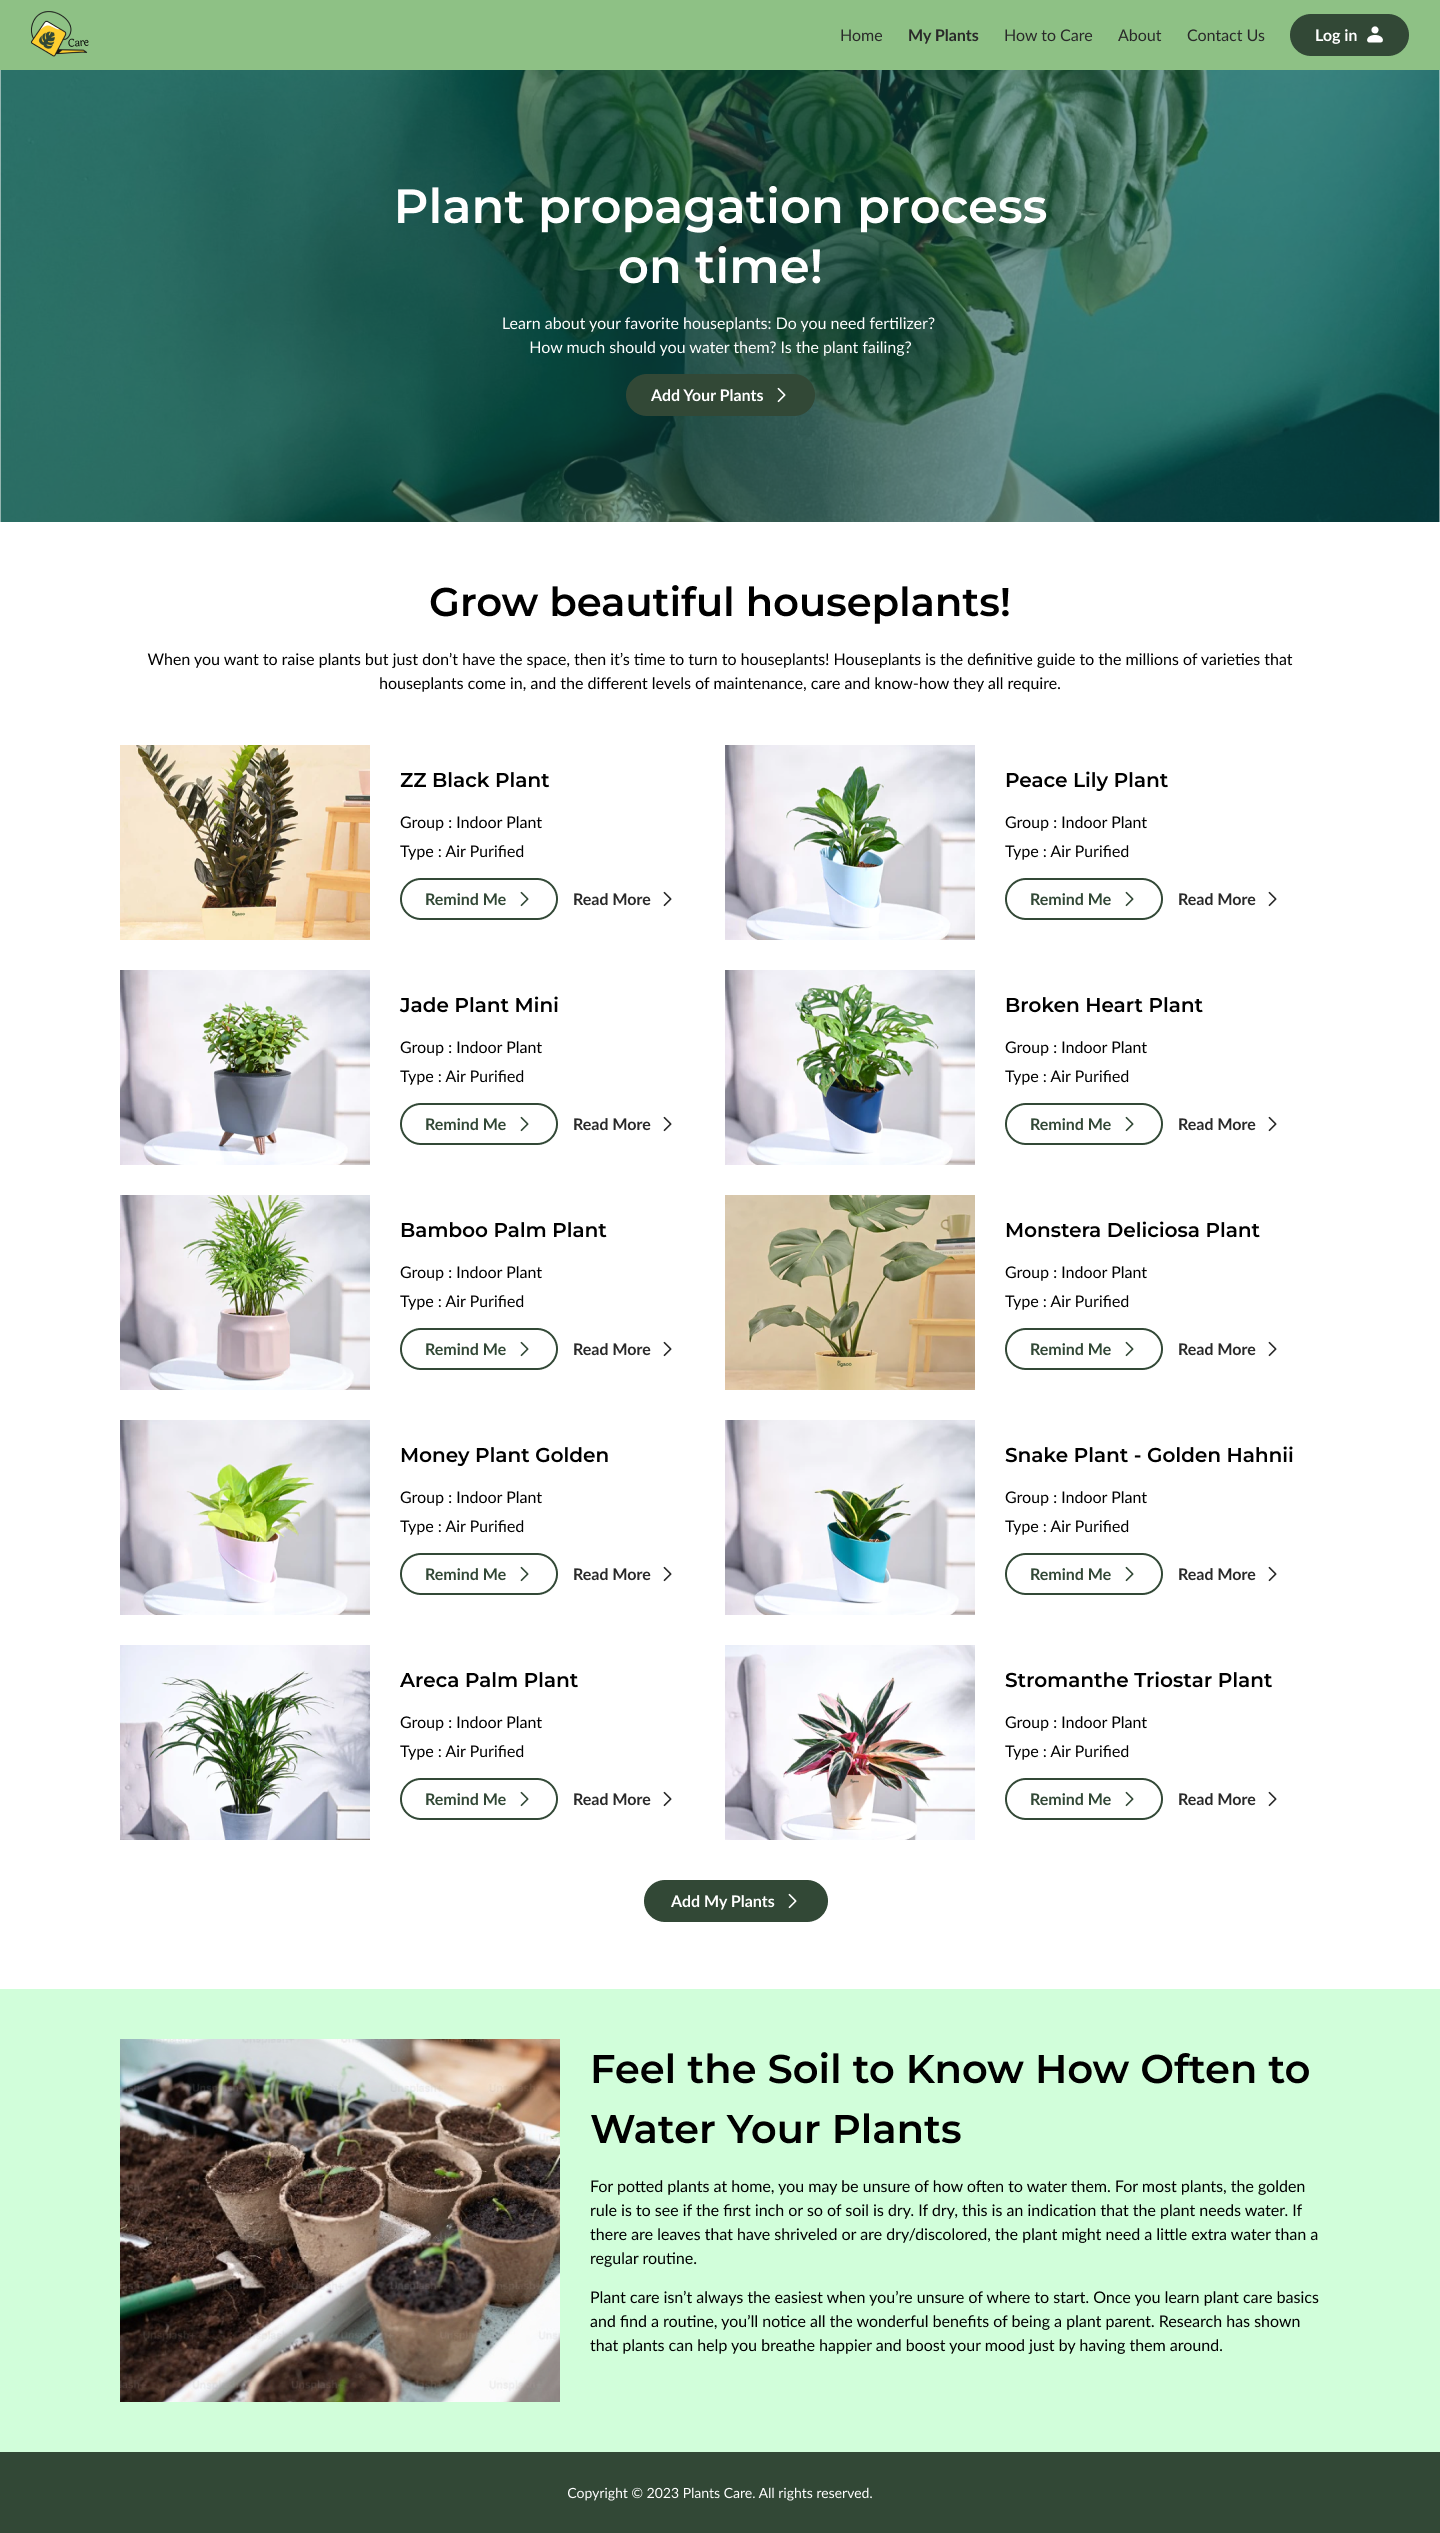 Care
Home
My Plants
How to Care
About
Contact Us
Log in
Plant propagation process
on time!
Learn about your favorite houseplants: Do you need fertilizer?
How much should you water them? Is the plant failing?
Add Your Plants
Grow beautiful houseplants!
When you want to raise plants but just don’t have the space, then it’s time to turn to houseplants! Houseplants is the definitive guide to the millions of varieties that
houseplants come in, and the different levels of maintenance, care and know-how they all require.
ZZ Black Plant
Group : Indoor Plant
Type : Air Purified
Remind Me
Read More
Peace Lily Plant
Group : Indoor Plant
Type : Air Purified
Remind Me
Read More
Jade Plant Mini
Group : Indoor Plant
Type : Air Purified
Remind Me
Read More
Broken Heart Plant
Group : Indoor Plant
Type : Air Purified
Remind Me
Read More
Bamboo Palm Plant
Group : Indoor Plant
Type : Air Purified
Remind Me
Read More
Monstera Deliciosa Plant
Group : Indoor Plant
Type : Air Purified
Remind Me
Read More
Money Plant Golden
Group : Indoor Plant
Type : Air Purified
Remind Me
Read More
Snake Plant - Golden Hahnii
Group : Indoor Plant
Type : Air Purified
Remind Me
Read More
Areca Palm Plant
Group : Indoor Plant
Type : Air Purified
Remind Me
Read More
Stromanthe Triostar Plant
Group : Indoor Plant
Type : Air Purified
Remind Me
Read More
Add My Plants
Feel the Soil to Know How Often to
Water Your Plants
For potted plants at home, you may be unsure of how often to water them. For most plants, the golden
rule is to see if the first inch or so of soil is dry. If dry, this is an indication that the plant needs water. If
there are leaves that have shriveled or are dry/discolored, the plant might need a little extra water than a
regular routine.
Plant care isn’t always the easiest when you’re unsure of where to start. Once you learn plant care basics
and find a routine, you’ll notice all the wonderful benefits of being a plant parent. Research has shown
that plants can help you breathe happier and boost your mood just by having them around.
Copyright © 2023 Plants Care. All rights reserved.